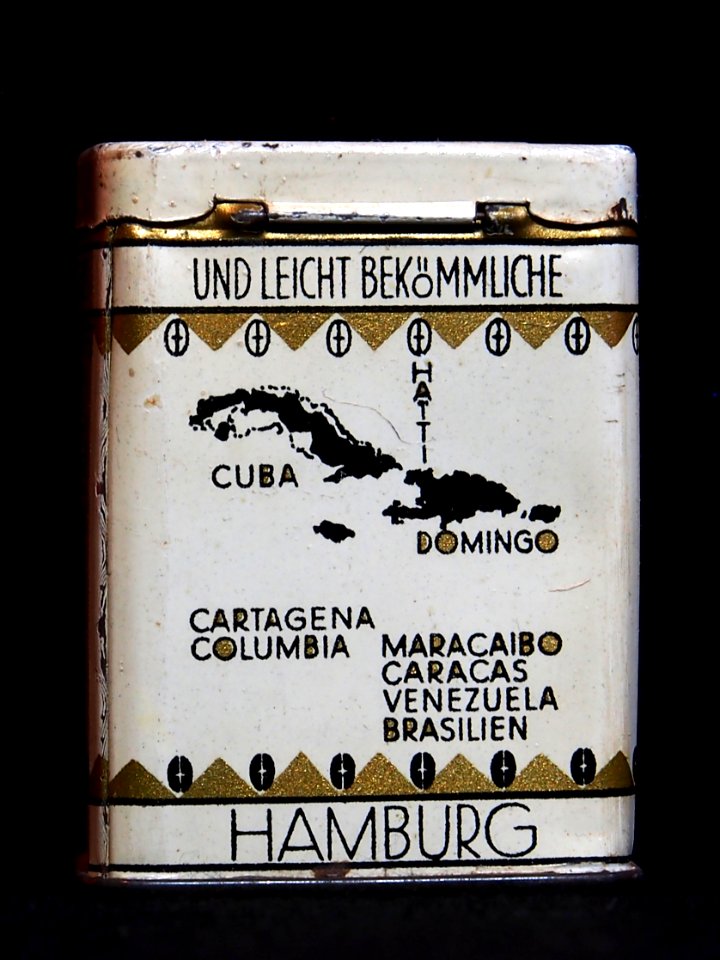 UND LEICHT BEKÖMMLICHE
HAITI
CUBA
DOMINGO
CARTAGENA
COLUMBIA
MARACAIBO
CARACAS
VENEZUELA
BRASILIEN
HAMBURG